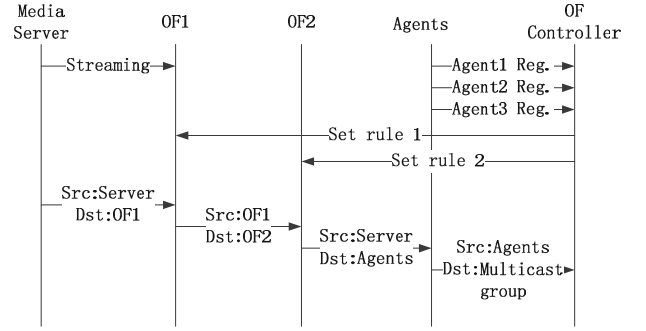 Media
Server
OF1
OF2
Agents
OF
Controller
Streaming
Agent1 Reg.
Agent2 Reg.
Agent3 Reg.
Set rule 1
Set rule 2
Src:Server
Dst:OF1
Src:OF1
Dst:OF2
Src:Server
Dst:Agents
Src:Agents
Dst:Multicast
group